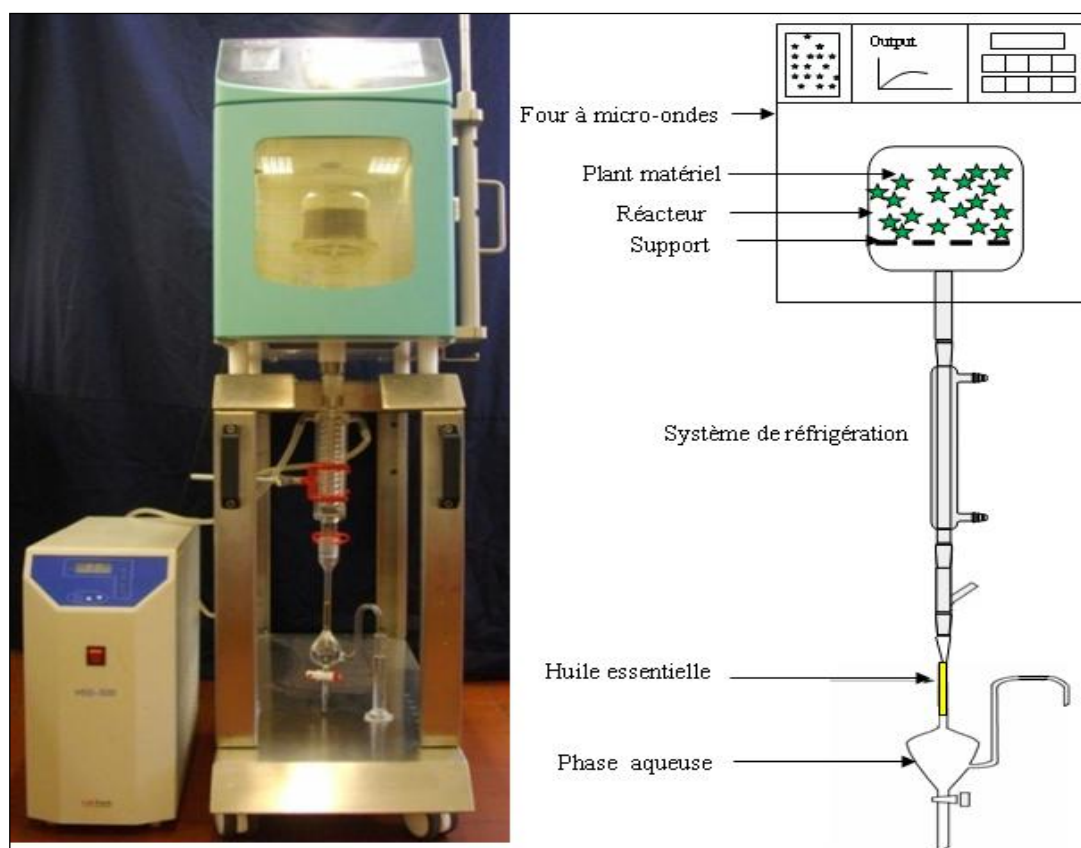 Output
Four à micro-ondes
Plant matériel
Réacteur
Support
Système de réfrigération
Huile essentielle
Phase aqueuse